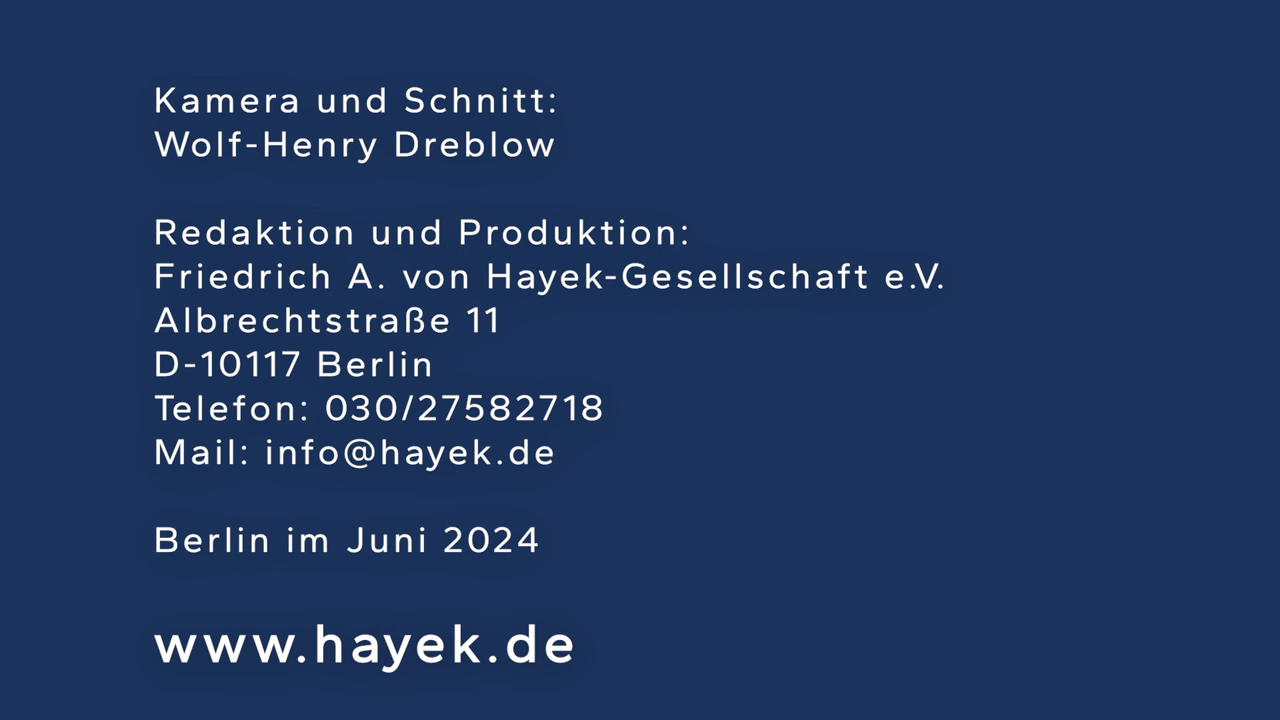 Kamera und Schnitt:
Wolf-Henry Dreblow
Redaktion und Produktion:
Friedrich A. von Hayek-Gesellschaft e.V.
Albrechtstraße 11
D-10117 Berlin
Telefon: 030/27582718
Mail: info@hayek.de
Berlin im Juni 2024
www.hayek.de